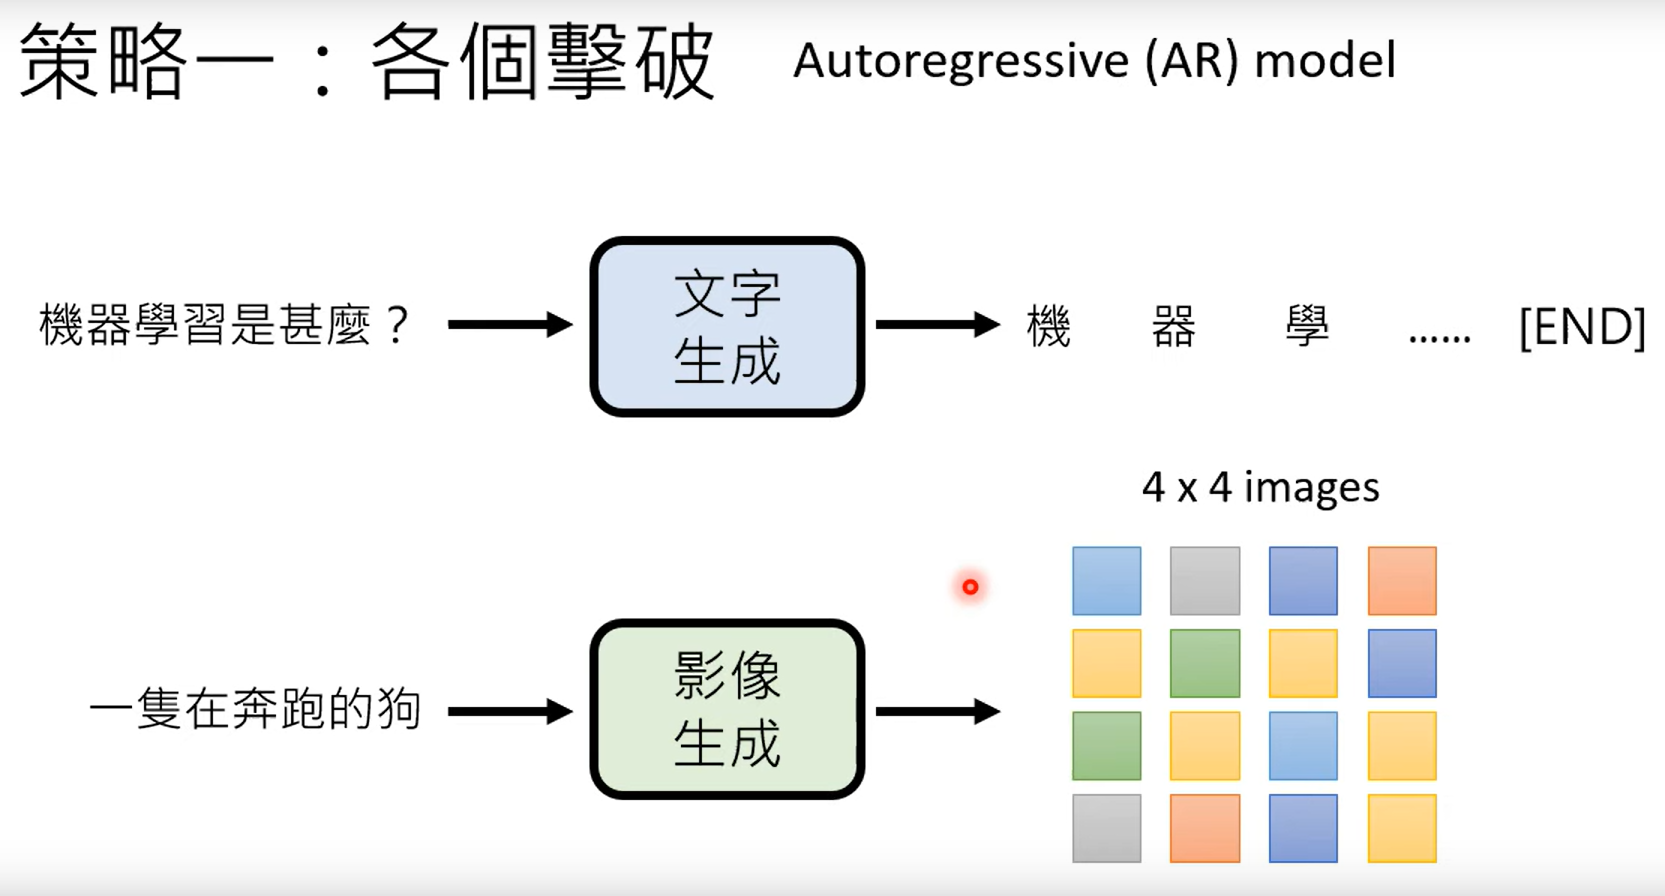 策略一：各個擊破 Autoregressive (AR) model
機器學習是甚麼？
文字
生成
機 器 學 …… [END]
4 x 4 images
一隻在奔跑的狗
影像
生成